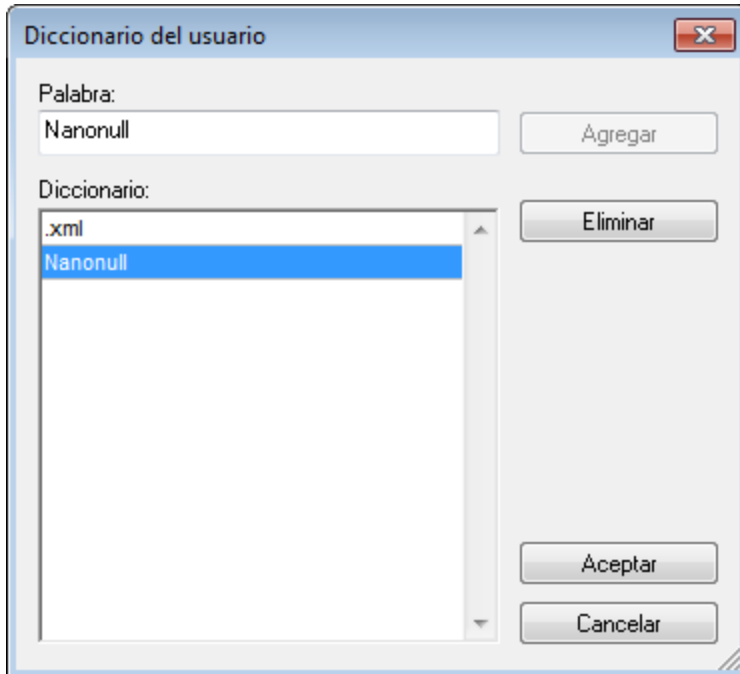 Diccionario del usuario
Palabra:
Nanonull
Agregar
Diccionario:
.xml
Nanonull
Eliminar
Aceptar
Cancelar